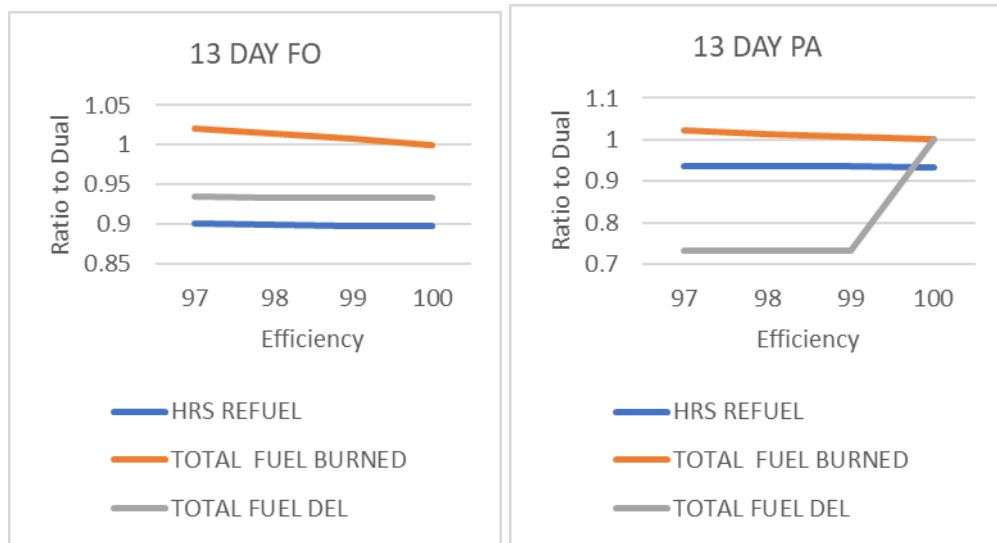 13 DAY FO
Ratio to Dual
1.05
1
0.95
0.9
0.85
97 98 99 100
Efficiency
HRS REFUEL
TOTAL FUEL BURNED
TOTAL FUEL DEL
13 DAY PA
Ratio to Dual
1.1
1
0.9
0.8
0.7
97 98 99 100
Efficiency
HRS REFUEL
TOTAL FUEL BURNED
TOTAL FUEL DEL